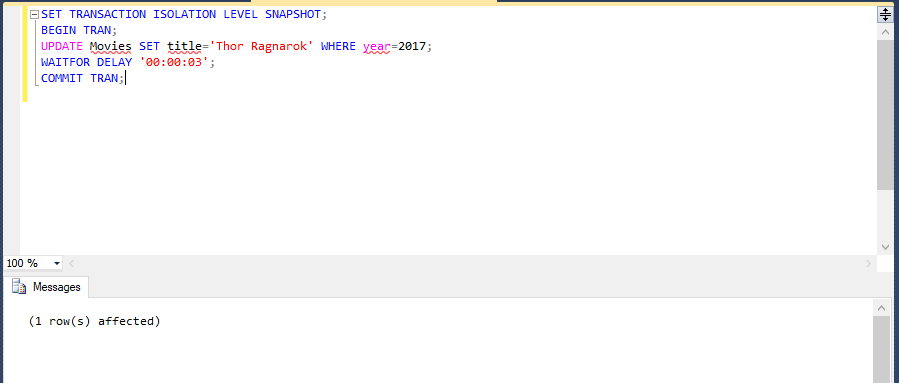 SET TRANSACTION ISOLATION LEVEL SNAPSHOT;
BEGIN TRAN;
UPDATE Movies SET title='Thor Ragnarok' WHERE year=2017;
WAITFOR DELAY '00:00:03';
COMMIT TRAN;
100 %
Messages
(1 row(s) affected)